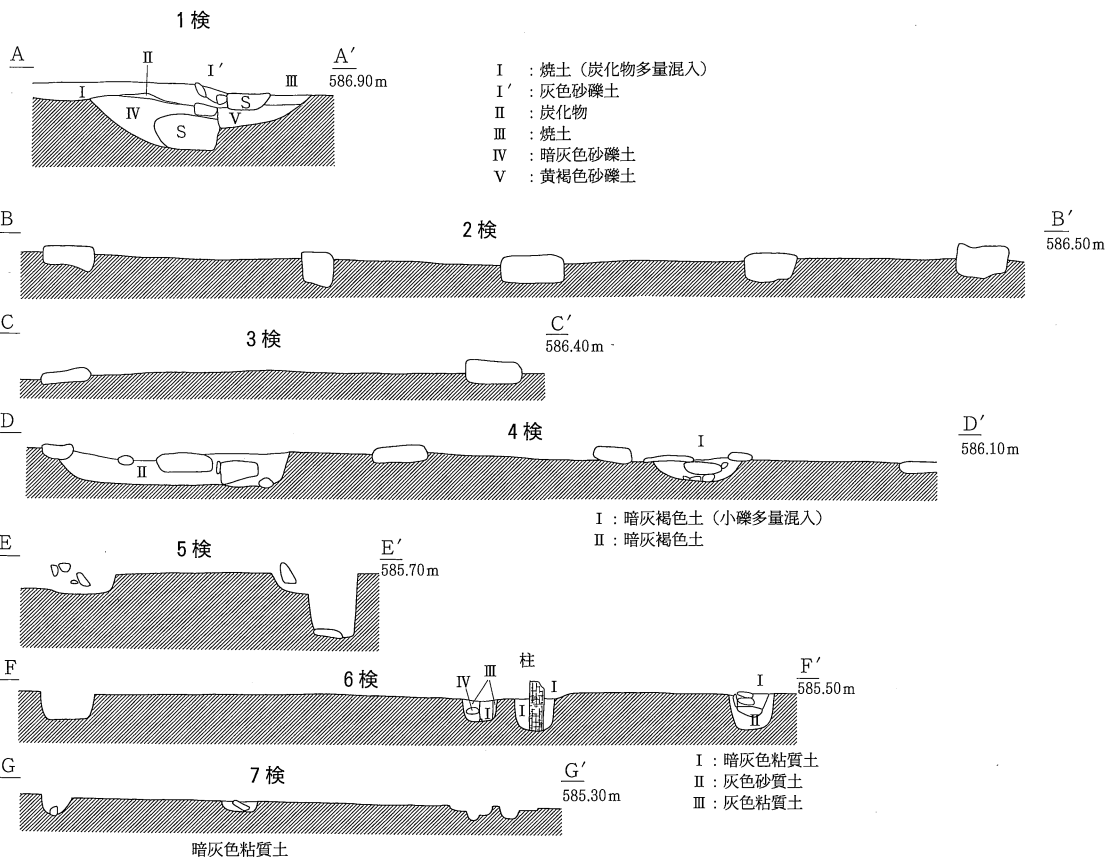 1検
A
A′
586.90m
Ⅱ
Ⅰ′
Ⅲ
Ⅰ
Ⅳ
S
Ⅴ
S
Ⅰ：焼土（炭化物多量混入）
Ⅰ′：灰色砂礫土
Ⅱ：炭化物
Ⅲ：焼土
Ⅳ：暗灰色砂礫土
Ⅴ：黄褐色砂礫土
B
2検
B′
586.50m
C
3検
C′
586.40m
D
4検
Ⅰ
D′
586.10m
Ⅱ
Ⅰ：暗灰褐色土（小礫多量混入）
Ⅱ：暗灰褐色土
E
5検
E′
585.70m
F
6検
Ⅳ
Ⅲ
柱
Ⅰ
Ⅰ
F′
585.50m
Ⅰ
Ⅰ
Ⅱ
Ⅰ：暗灰色粘質土
Ⅱ：灰色砂質土
Ⅲ：灰色粘質土
G
7検
G′
585.30m
暗灰色粘質土